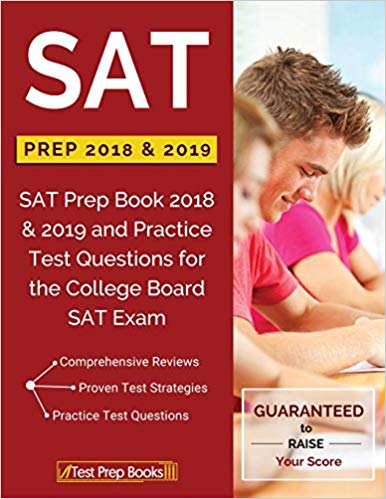 SAT
PREP 2018 & 2019
SAT Prep Book 2018
& 2019 and Practice
Test Questions for
the College Board
SAT Exam
Comprehensive Reviews
Proven Test Strategies
Practice Test Questions
GUARANTEED
to
RAISE
Your Score
Test Prep Books